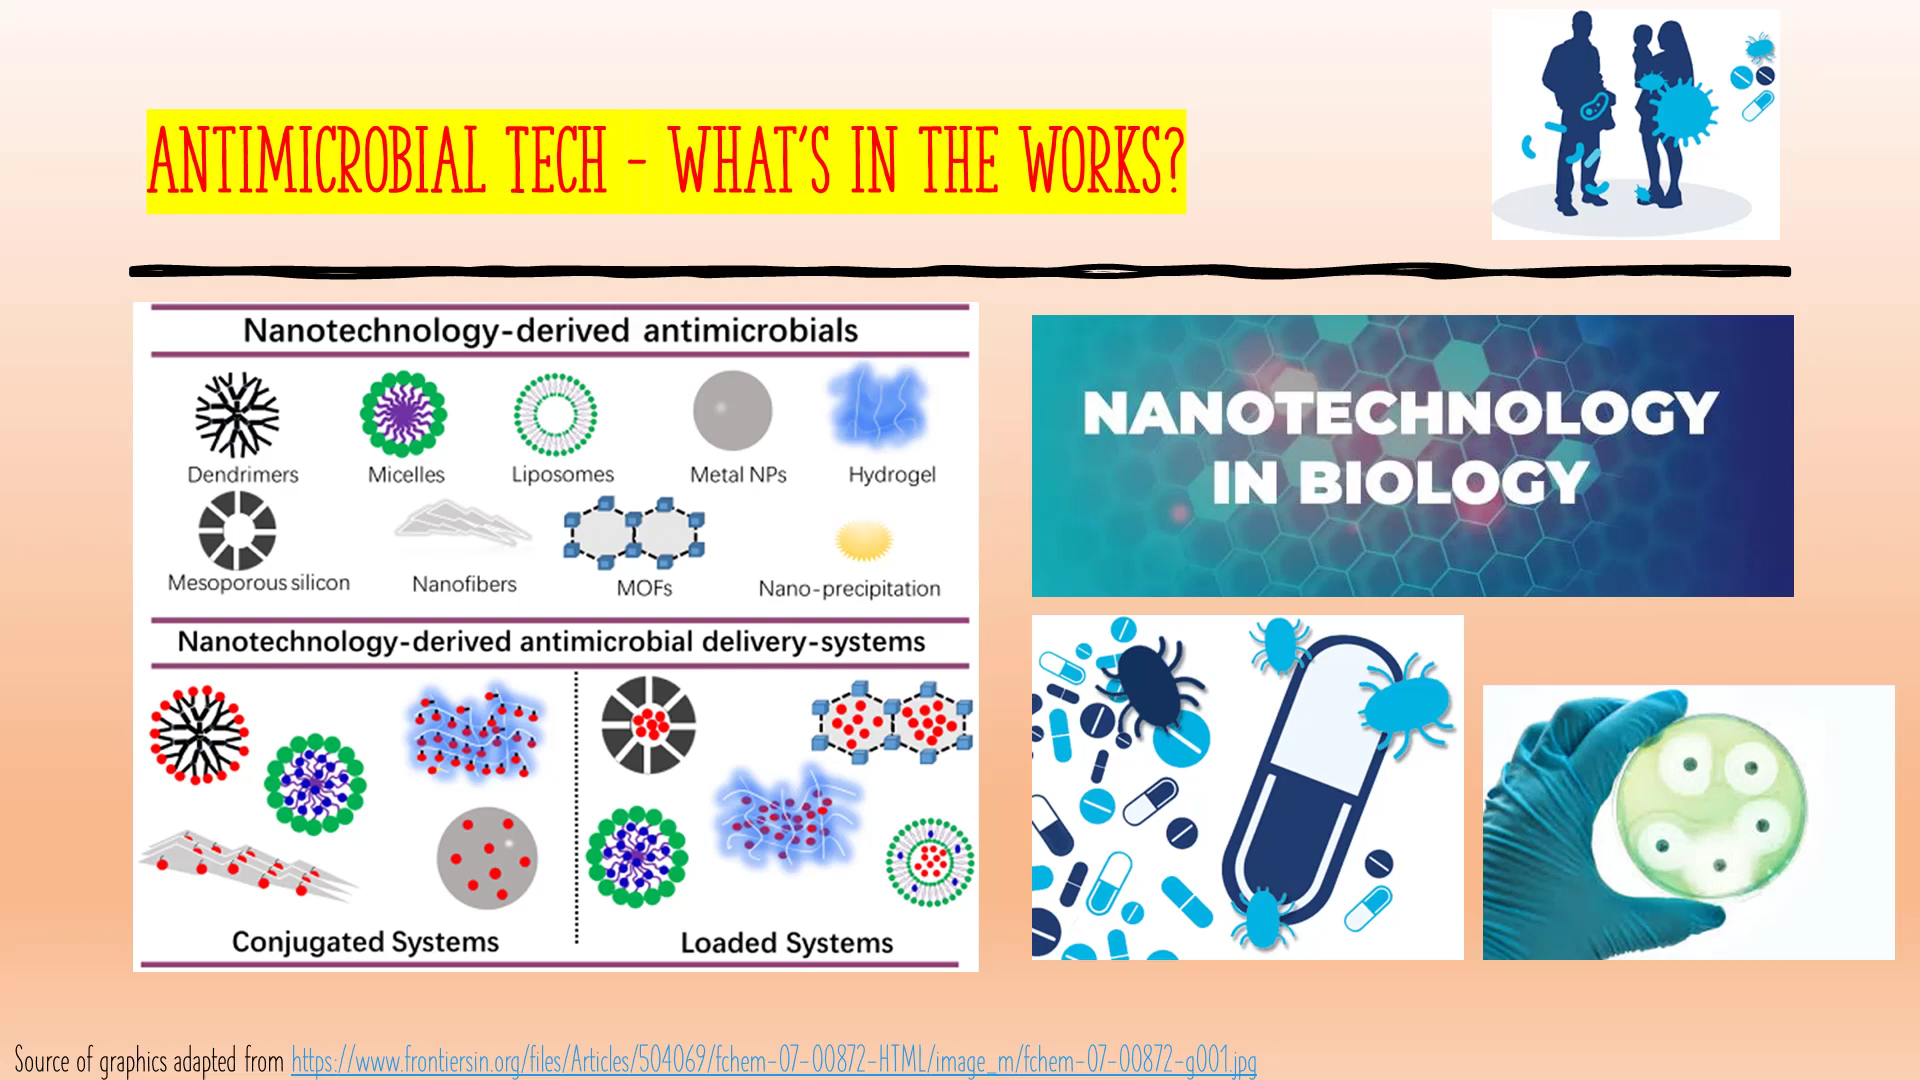 ANTIMICROBIAL TECH - WHAT'S IN THE WORKS?
Nanotechnology-derived antimicrobials
Dendrimers Micelles Liposomes Metal NPs Hydrogel
Mesoporous silicon Nanofibers MOFs Nano-precipitation
Nanotechnology-derived antimicrobial delivery-systems
Conjugated Systems Loaded Systems
NANOTECHNOLOGY
IN BIOLOGY
Source of graphics adapted from https://www.frontiersin.org/files/Articles/504069/fchem-07-00872-HTML/image_m/fchem-07-00872-g001.jpg